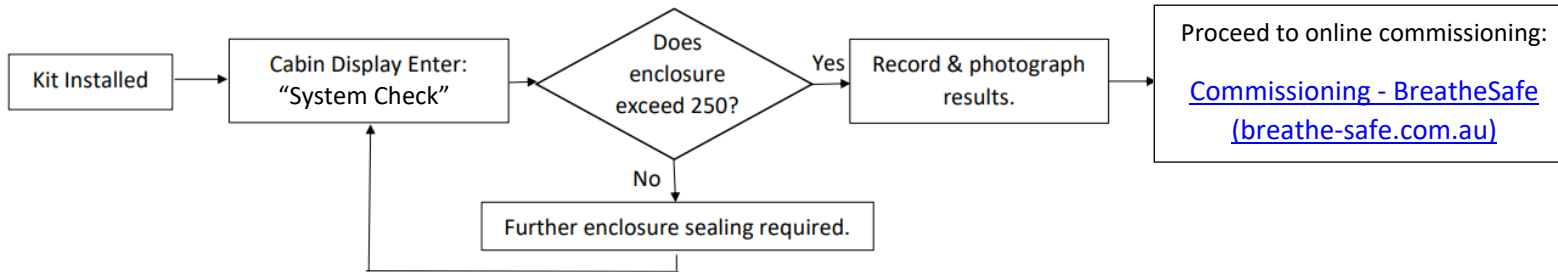 Kit Installed
Cabin Display Enter:
“System Check”
Does
enclosure
exceed 250?
Yes
Record & photograph
results.
Proceed to online commissioning:
Commissioning - BreatheSafe
(breathe-safe.com.au)
No
Further enclosure sealing required.